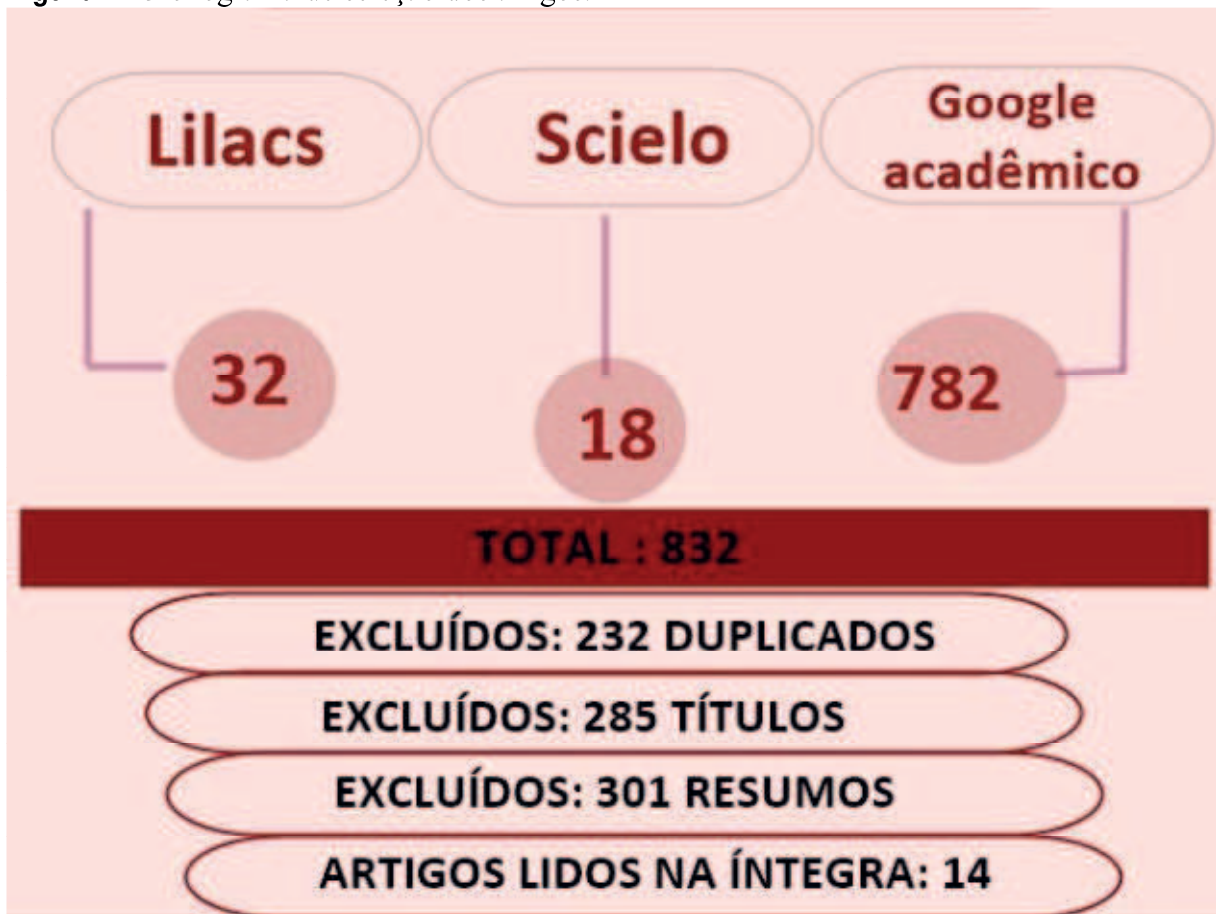 Lilacs
Scielo
Google
acadêmico
32
18
782
TOTAL : 832
EXCLUÍDOS: 232 DUPLICADOS
EXCLUÍDOS: 285 TÍTULOS
EXCLUÍDOS: 301 RESUMOS
ARTIGOS LIDOS NA ÍNTEGRA: 14